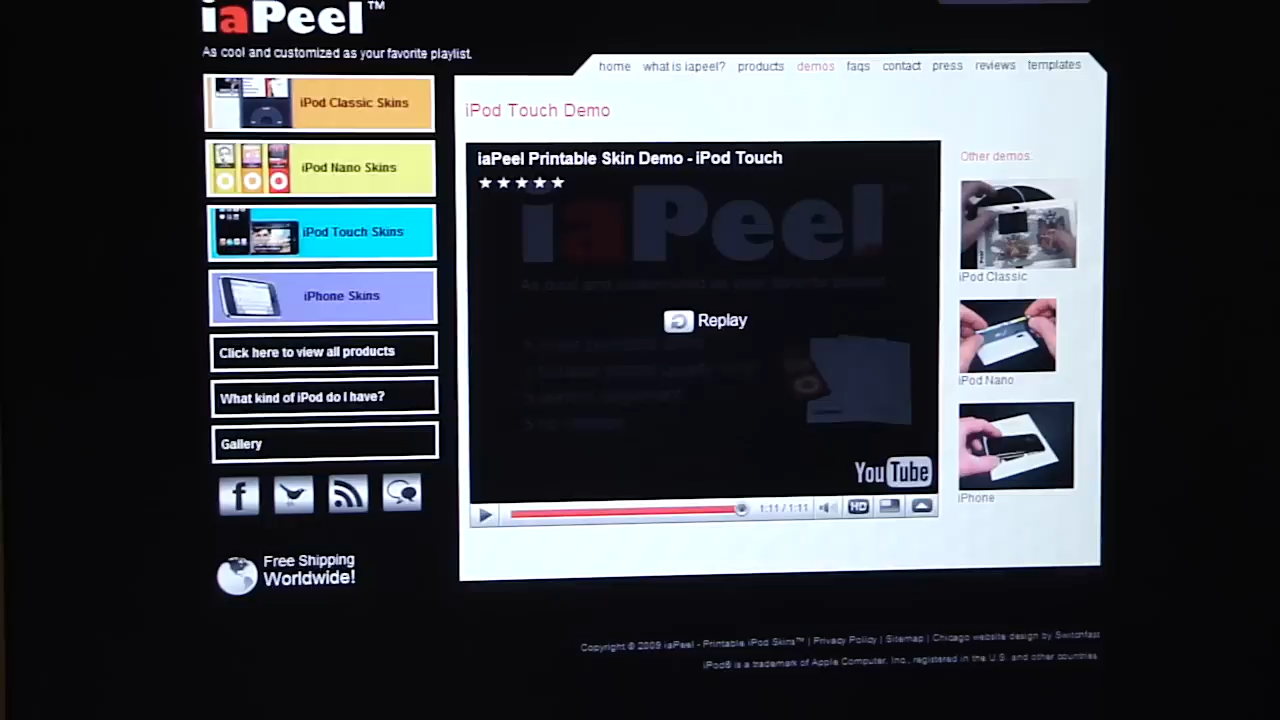 iaPeel™
As cool and customized as your favorite playlist.
home what is iapeel? products demos faqs contact press reviews templates
iPod Classic Skins
iPod Nano Skins
iPod Touch Skins
iPhone Skins
Click here to view all products
What kind of iPod do I have?
Gallery
Free Shipping
Worldwide!
iPod Touch Demo
iaPeel Printable Skin Demo - iPod Touch
iaPeel
Replay
YouTube
1:11 / 1:11
HD
Other demos:
iPod Classic
iPod Nano
iPhone
Copyright © 2009 iaPeel - Printable iPod Skins™ | Privacy Policy | Sitemap | Chicago website design by Switchfast
iPod® is a trademark of Apple Computer, Inc., registered in the U.S. and other countries